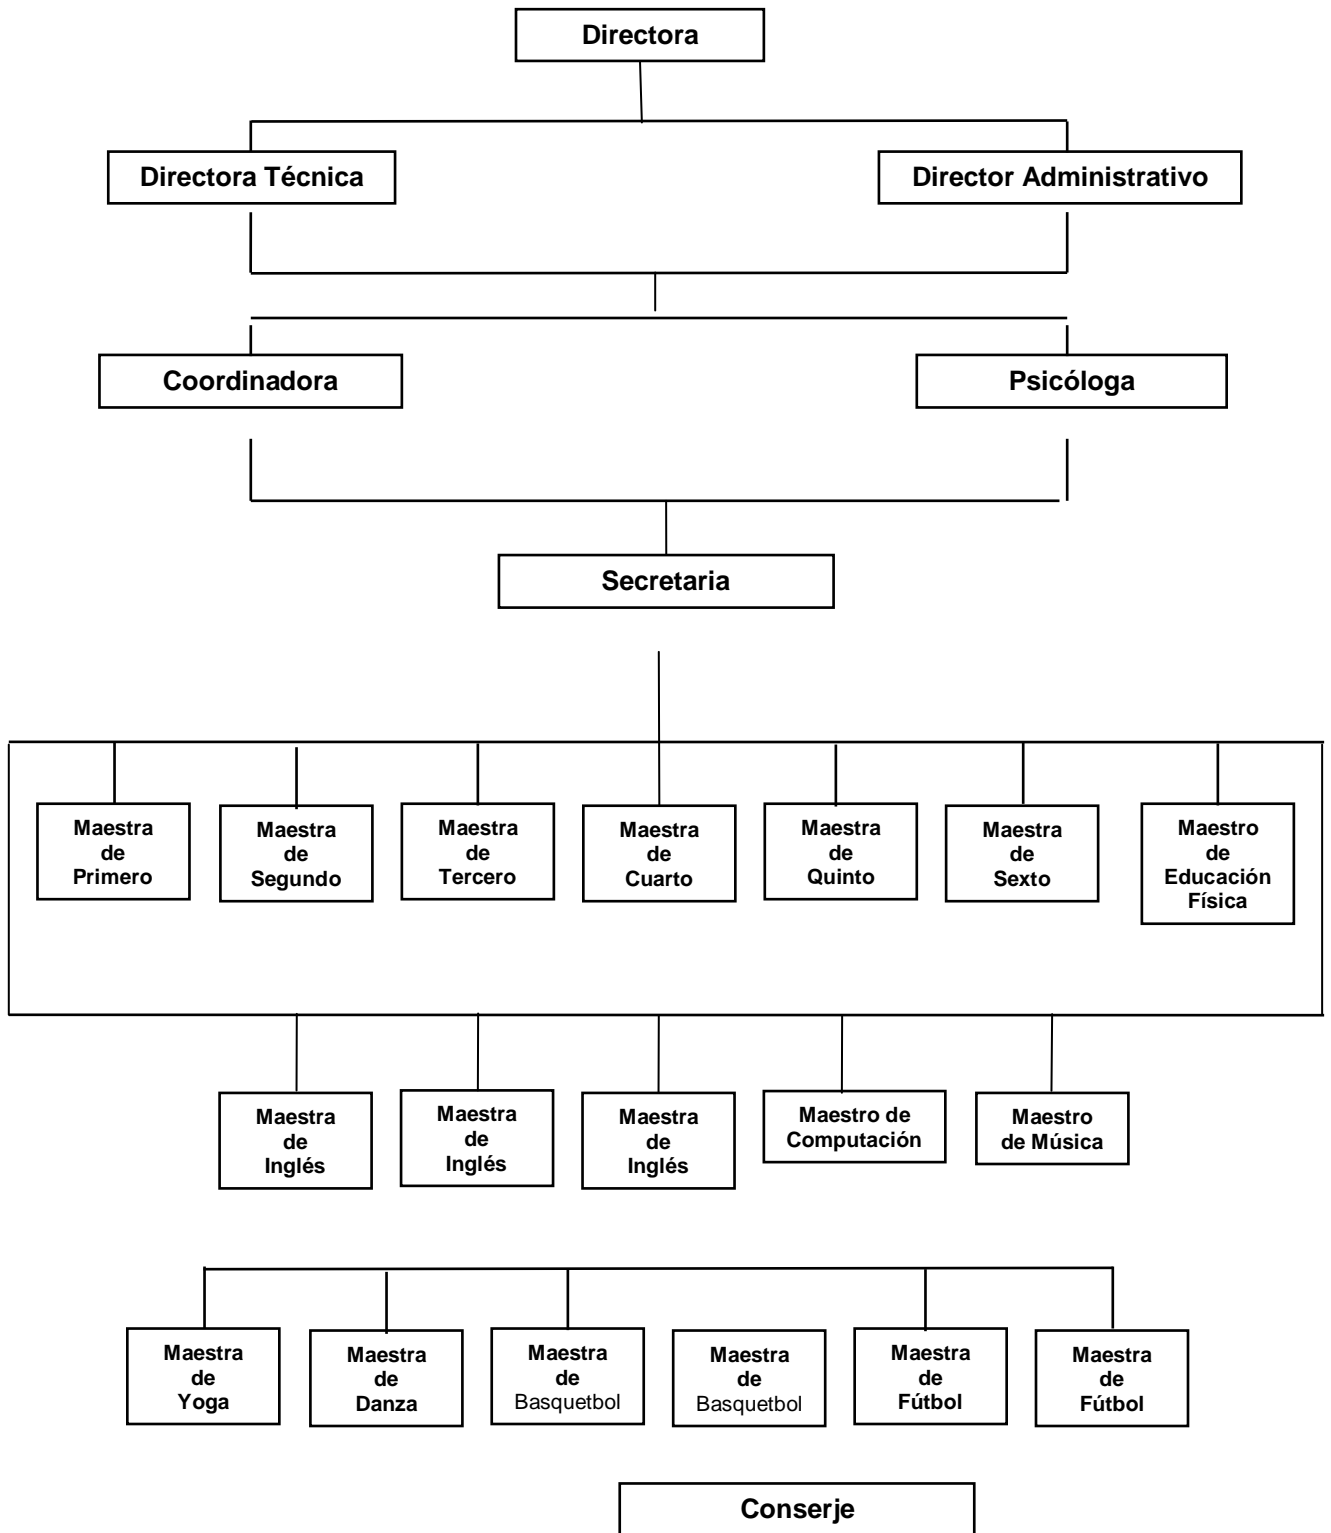 Directora
Directora Técnica
Director Administrativo
Coordinadora
Psicóloga
Secretaria
Maestra
de
Primero
Maestra
de
Segundo
Maestra
de
Tercero
Maestra
de
Cuarto
Maestra
de
Quinto
Maestra
de
Sexto
Maestro
de
Educación
Física
Maestra
de
Inglés
Maestra
de
Inglés
Maestra
de
Inglés
Maestro de
Computación
Maestro
de Música
Maestra
de
Yoga
Maestra
de
Danza
Maestra
de
Basquetbol
Maestra
de
Basquetbol
Maestra
de
Fútbol
Maestra
de
Fútbol
Conserje